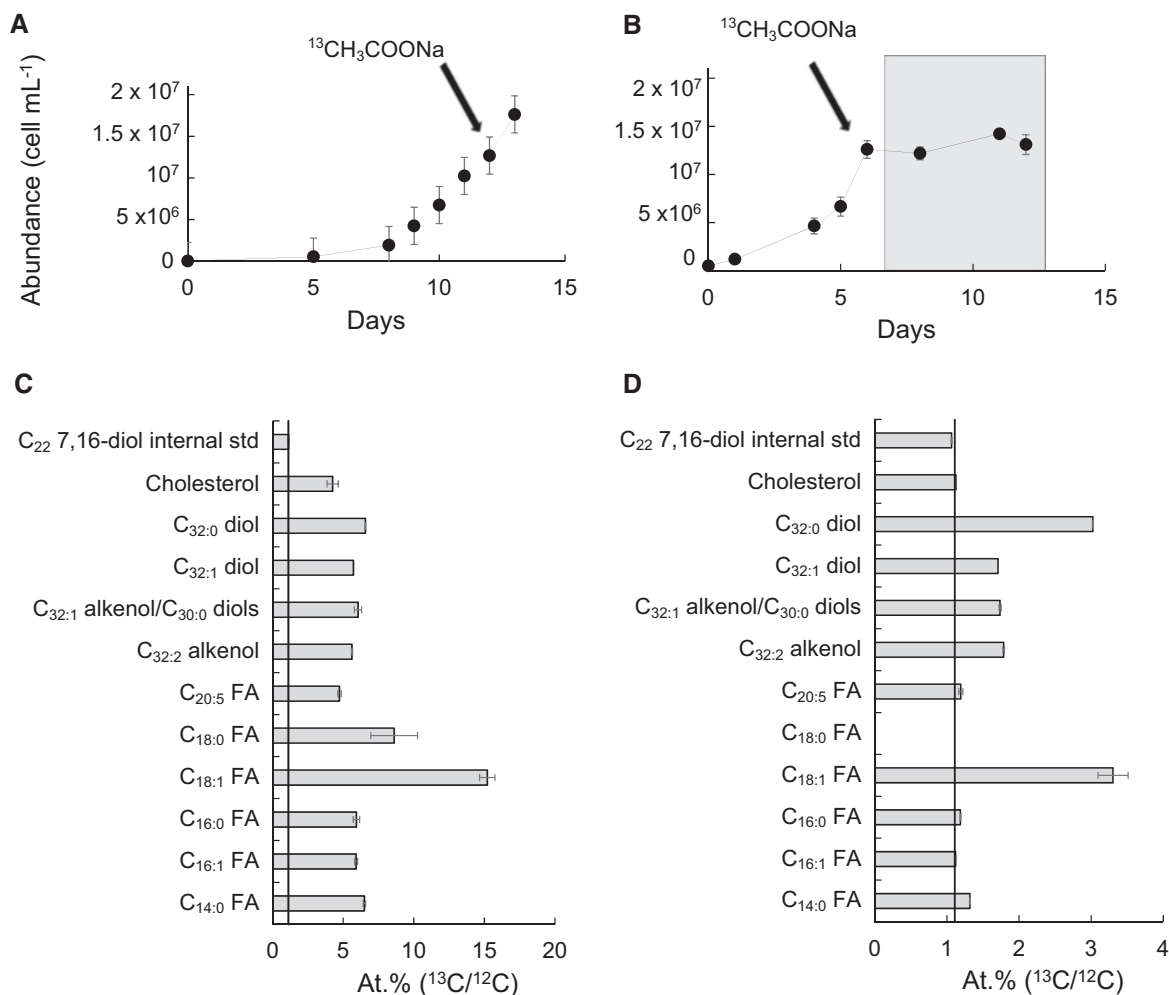 A
¹³CH₃COONa
Abundance (cell mL⁻¹)
2 x 10⁷
1.5 x 10⁷
10⁷
5 x10⁶
0
0 5 10 15
Days
B
¹³CH₃COONa
2 x 10⁷
1.5 x 10⁷
10⁷
5 x 10⁶
0
0 5 10 15
Days
C
C₂₂ 7,16-diol internal std
Cholesterol
C₃₂:₀ diol
C₃₂:₁ diol
C₃₂:₁ alkenol/C₃₀:₀ diols
C₃₂:₂ alkenol
C₂₀:₅ FA
C₁₈:₀ FA
C₁₈:₁ FA
C₁₆:₀ FA
C₁₆:₁ FA
C₁₄:₀ FA
0 5 10 15 20
At.% (¹³C/¹²C)
D
C₂₂ 7,16-diol internal std
Cholesterol
C₃₂:₀ diol
C₃₂:₁ diol
C₃₂:₁ alkenol/C₃₀:₀ diols
C₃₂:₂ alkenol
C₂₀:₅ FA
C₁₈:₀ FA
C₁₈:₁ FA
C₁₆:₀ FA
C₁₆:₁ FA
C₁₄:₀ FA
0 1 2 3 4
At.% (¹³C/¹²C)